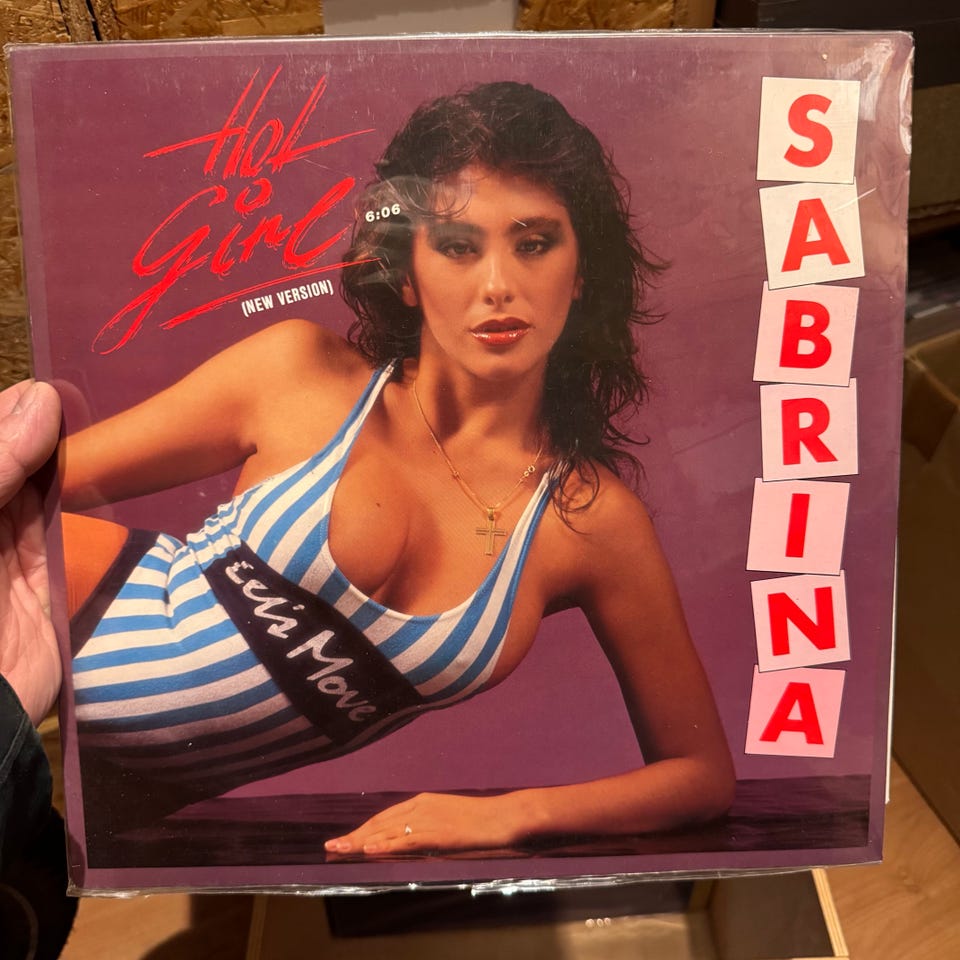 Hot
Girl
6:06
(NEW VERSION)
SABRINA
Let's Move